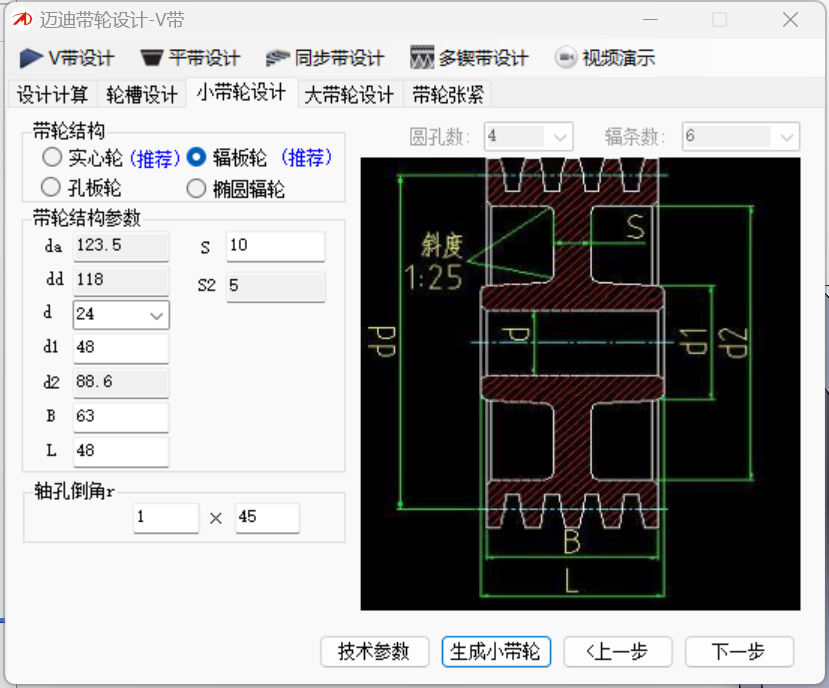 迈迪带轮设计-V带
V带设计 平带设计 同步带设计 多锲带设计 视频演示
设计计算 轮槽设计 小带轮设计 大带轮设计 带轮张紧
带轮结构
圆孔数: 4 辐条数: 6
实心轮 (推荐) 辐板轮 (推荐)
孔板轮 椭圆辐轮
带轮结构参数
da 123.5 S 10
dd 118 S2 5
d 24
d1 48
d2 88.6
B 63
L 48
轴孔倒角r
1 × 45
S
斜度
1:25
dd
d
d1
d2
B
L
技术参数 生成小带轮 <上一步 下一步